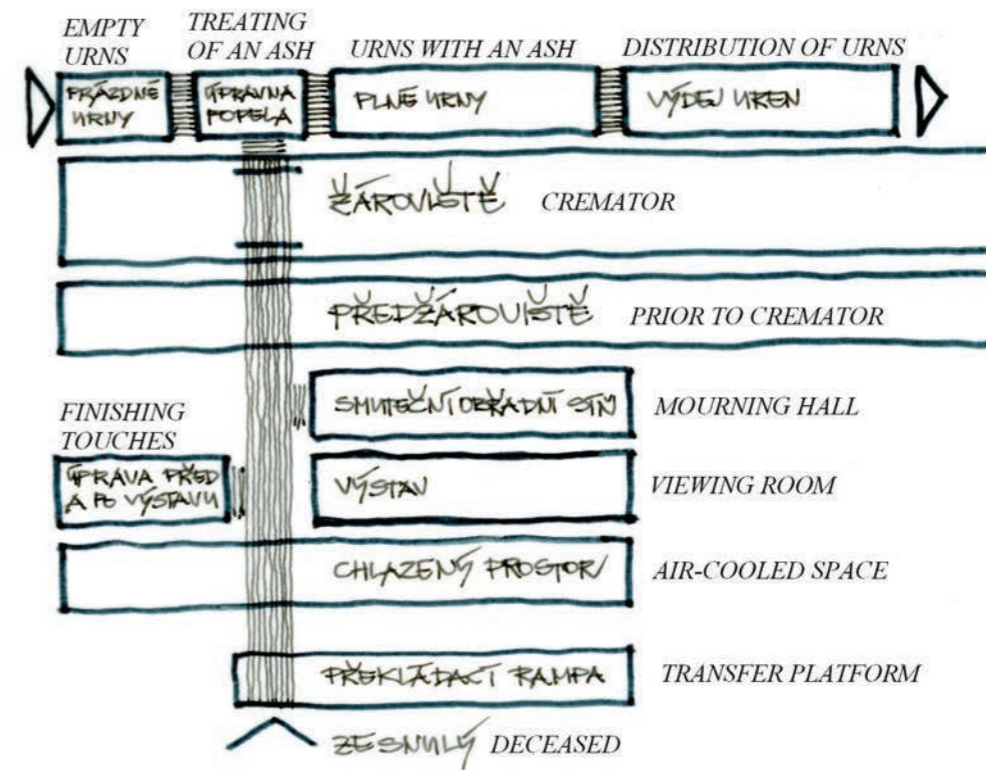 EMPTY
URNS
TREATING
OF AN ASH
URNS WITH AN ASH
DISTRIBUTION OF URNS
PRÁZDNÉ
URNY
ÚPRAVNA
POPELA
PLNÉ URNY
VÝDEJ UREN
ŽÁROVIŠTĚ CREMATOR
PŘEDŽÁROVIŠTĚ PRIOR TO CREMATOR
SMUTEČNÍ OBŘADNÍ SÍŇ MOURNING HALL
FINISHING
TOUCHES
ÚPRAVA PŘED
A PO VÝSTAVU
VÝSTAV VIEWING ROOM
CHLAZENÝ PROSTOR AIR-COOLED SPACE
PŘEKLÁDACÍ RAMPA TRANSFER PLATFORM
ZESNULÝ DECEASED